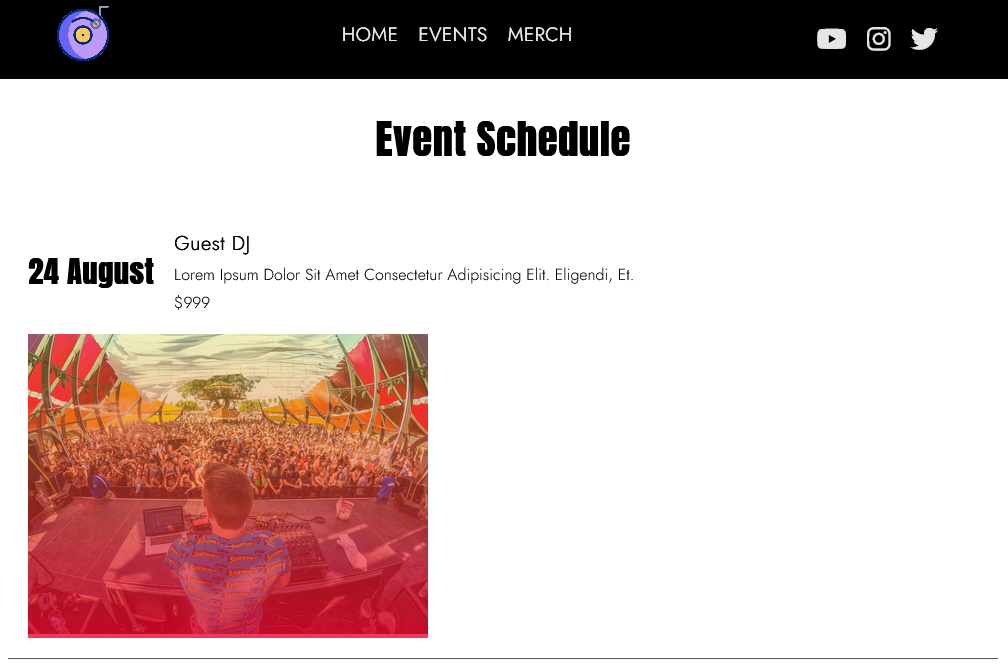 HOME EVENTS MERCH
Event Schedule
24 August
Guest DJ
Lorem Ipsum Dolor Sit Amet Consectetur Adipisicing Elit. Eligendi, Et.
$999